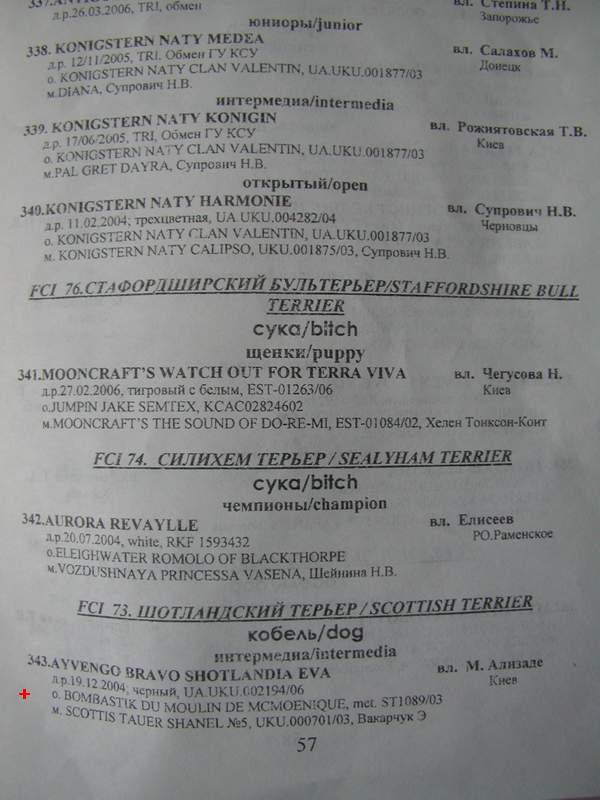 д.р.26.03.2006, TRI, обмен
вл. Степина Т.Н.
Запорожье
юниоры/junior
338. KONIGSTERN NATY МЕDEA
вл. Салахов М.
д.р. 12/11/2005, TRI, Обмен ГУ КСУ
Донецк
о. KONIGSTERN NATY CLAN VALENTIN, UA.UKU.001877/03
м.DIANA, Супрович Н.В.
интермедиа/intermedia
339. KONIGSTERN NATY KONIGIN
вл. Рожиятовская Т.В.
д.р. 17/06/2005, TRI, Обмен ГУ КСУ
Киев
о. KONIGSTERN NATY CLAN VALENTIN, UA.UKU.001877/03
м.PAL GRET DAYRA, Супрович Н.В.
открытый/open
340.KONIGSTERN NATY HARMONIE
вл. Супрович Н.В.
д.р. 11.02.2004; трехцветная, UA.UKU.004282/04
Черновцы
о. KONIGSTERN NATY CLAN VALENTIN, UA.UKU.001877/03
м. KONIGSTERN NATY CALIPSO, UKU.001875/03, Супрович Н.В.
FCI 76.СТАФОРДШИРСКИЙ БУЛЬТЕРЬЕР/STAFFORDSHIRE BULL
TERRIER
сука/bitch
щенки/puppy
341.MOONCRAFT'S WATCH OUT FOR TERRA VIVA
вл. Чегусова Н.
д.р.27.02.2006, тигровый с белым, EST-01263/06
Киев
о.JUMPIN JAKE SEMTEX, KCAC02824602
м.MOONCRAFT'S THE SOUND OF DO-RE-MI, EST-01084/02, Хелен Тонксон-Коит
FCI 74. СИЛИХЕМ ТЕРЬЕР / SEALYHAM TERRIER
сука/bitch
чемпионы/champion
342.AURORA REVAYLLE
вл. Елисеев
д.р.20.07.2004, white, RKF 1593432
РО.Раменское
о.ELEIGHWATER ROMOLO OF BLACKTHORPE
м.VOZDUSHNAYA PRINCESSA VASENA, Шейнина Н.В.
FCI 73. ШОТЛАНДСКИЙ ТЕРЬЕР / SCOTTISH TERRIER
кобель/dog
интермедиа/intermedia
343.AYVENGO BRAVO SHOTLANDIA EVA
вл. М. Ализаде
д.р.19.12.2004; черный, UA.UKU.002194/06
Киев
о. BOMBASTIK DU MOULIN DE MCMOENIQUE, met. ST1089/03
м. SCOTTIS TAUER SHANEL №5, UKU.000701/03, Вакарчук Э
57